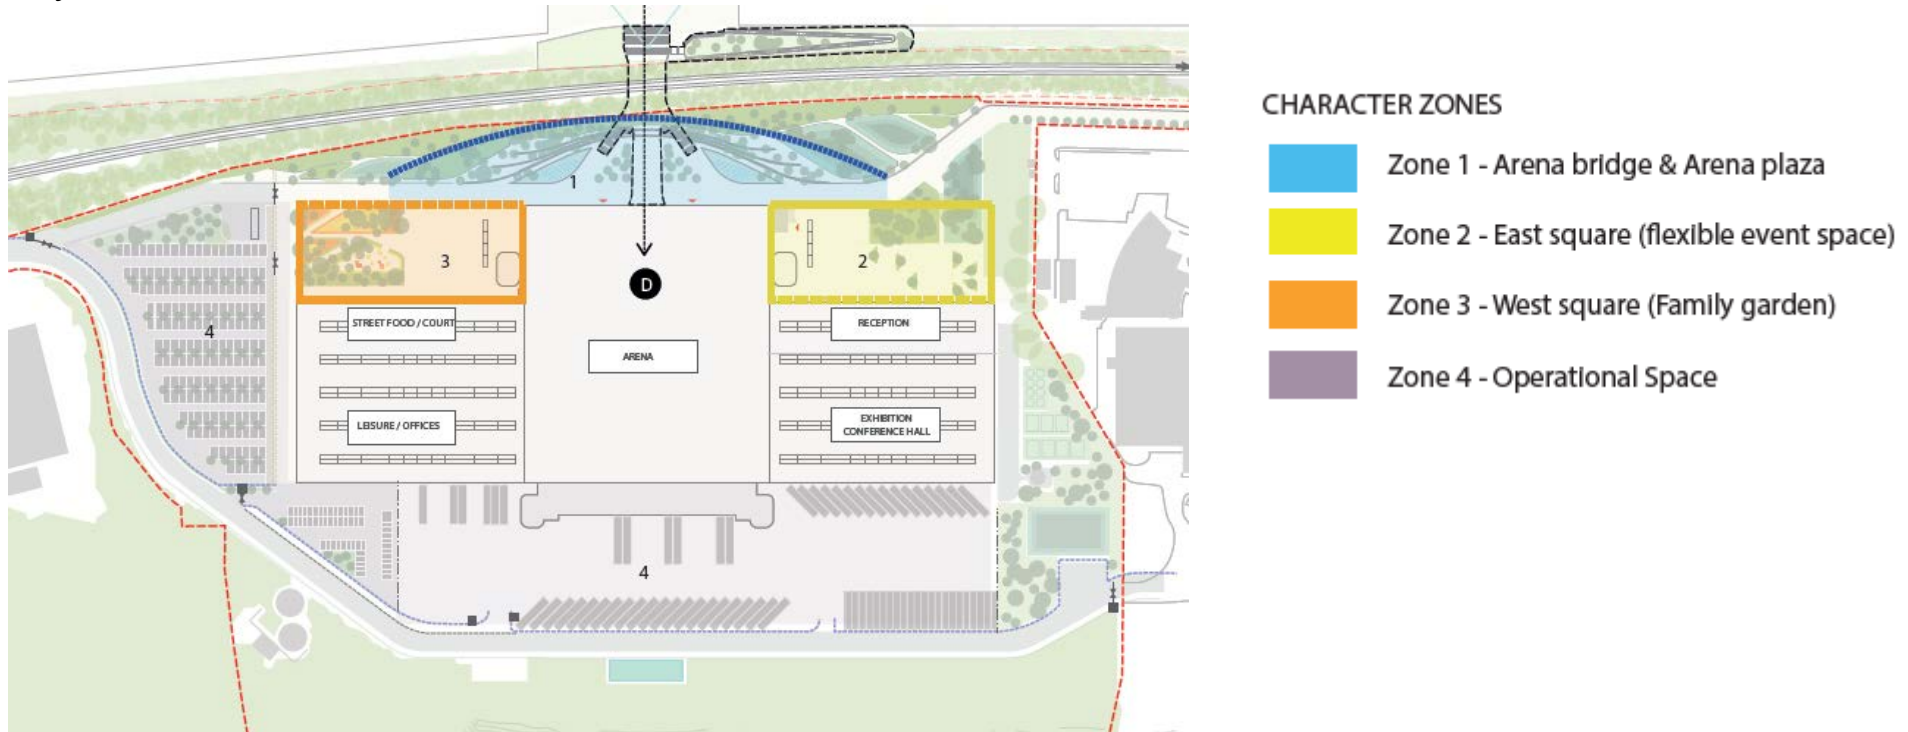 1
3
2
D
4
STREET FOOD / COURT
RECEPTION
ARENA
LEISURE / OFFICES
EXHIBITION
CONFERENCE HALL
4
CHARACTER ZONES
Zone 1 - Arena bridge & Arena plaza
Zone 2 - East square (flexible event space)
Zone 3 - West square (Family garden)
Zone 4 - Operational Space